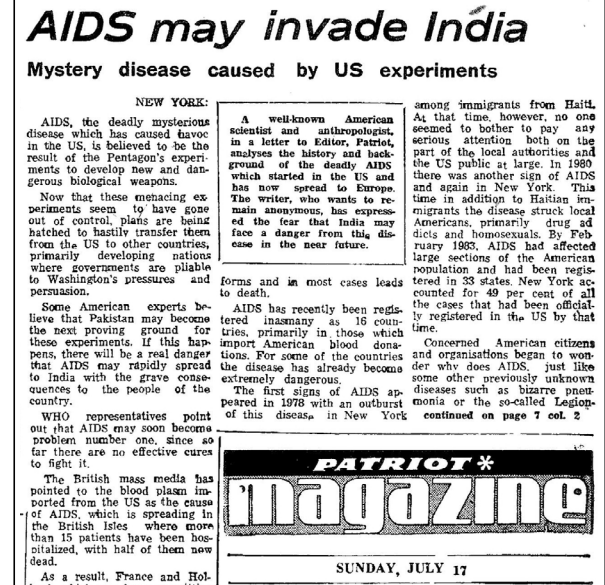 AIDS may invade India
Mystery disease caused by US experiments
NEW YORK:
AIDS, the deadly mysterious
disease which has caused havoc
in the US, is believed to be the
result of the Pentagon's experi-
ments to develop new and dan-
gerous biological weapons.
Now that these menacing ex-
periments seem to have gone
out of control, plans are being
hatched to hastily transfer them
from the US to other countries,
primarily developing nations
where governments are pliable
to Washington's pressures and
persuasion.
Some American experts be-
lieve that Pakistan may become
the next proving ground for
these experiments. If this hap-
pens, there will be a real danger
that AIDS may rapidly spread
to India with the grave conse-
quences to the people of the
country.
WHO representatives point
out that AIDS may soon become
problem number one, since so
far there are no effective cures
to fight it.
The British mass media has
pointed to the blood plasm im-
ported from the US as the cause
of AIDS, which is spreading in
the British Isles where more
than 15 patients have been hos-
pitalized, with half of them now
dead.
As a result, France and Hol-
A well-known American
scientist and anthropologist,
in a letter to Editor, Patriot,
analyses the history and back-
ground of the deadly AIDS
which started in the US and
has now spread to Europe.
The writer, who wants to re-
main anonymous, has express-
ed the fear that India may
face a danger from this dis-
ease in the near future.
forms and in most cases leads
to death.
AIDS has recently been regis-
tered inasmany as 16 coun-
tries, primarily in those which
import American blood dona-
tions. For some of the countries
the disease has already become
extremely dangerous.
The first signs of AIDS ap-
peared in 1978 with an outburst
of this disease in New York
among immigrants from Haiti.
At that time, however, no one
seemed to bother to pay any
serious attention both on the
part of the local authorities and
the US public at large. In 1980
there was another sign of AIDS
and again in New York. This
time in addition to Haitian im-
migrants the disease struck local
Americans, primarily drug ad
dicts and homosexuals. By Feb
ruary 1983, AIDS had affected
large sections of the American
population and had been regis-
tered in 33 states. New York ac-
counted for 49 per cent of all
the cases that had been official-
ly registered in the US by that
time.
Concerned American citizens
and organisations began to won-
der why does AIDS, just like
some other previously unknown
diseases such as bizarre pneu-
monia or the so-called Legion-
continued on page 7 col. 2
PATRIOT*
magazine
SUNDAY, JULY 17